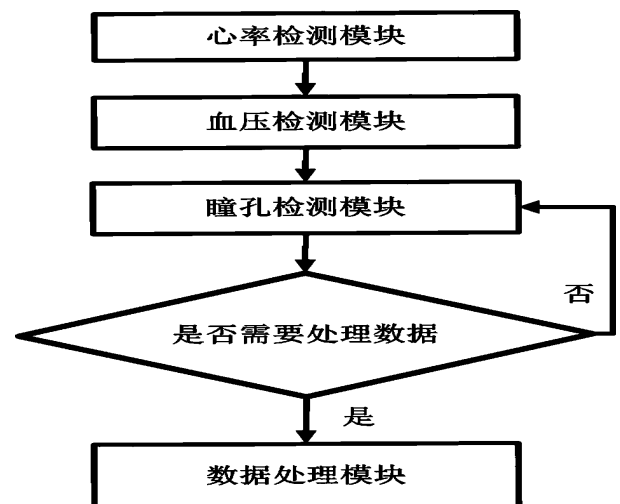 心率检测模块
血压检测模块
瞳孔检测模块
否
是否需要处理数据
是
数据处理模块